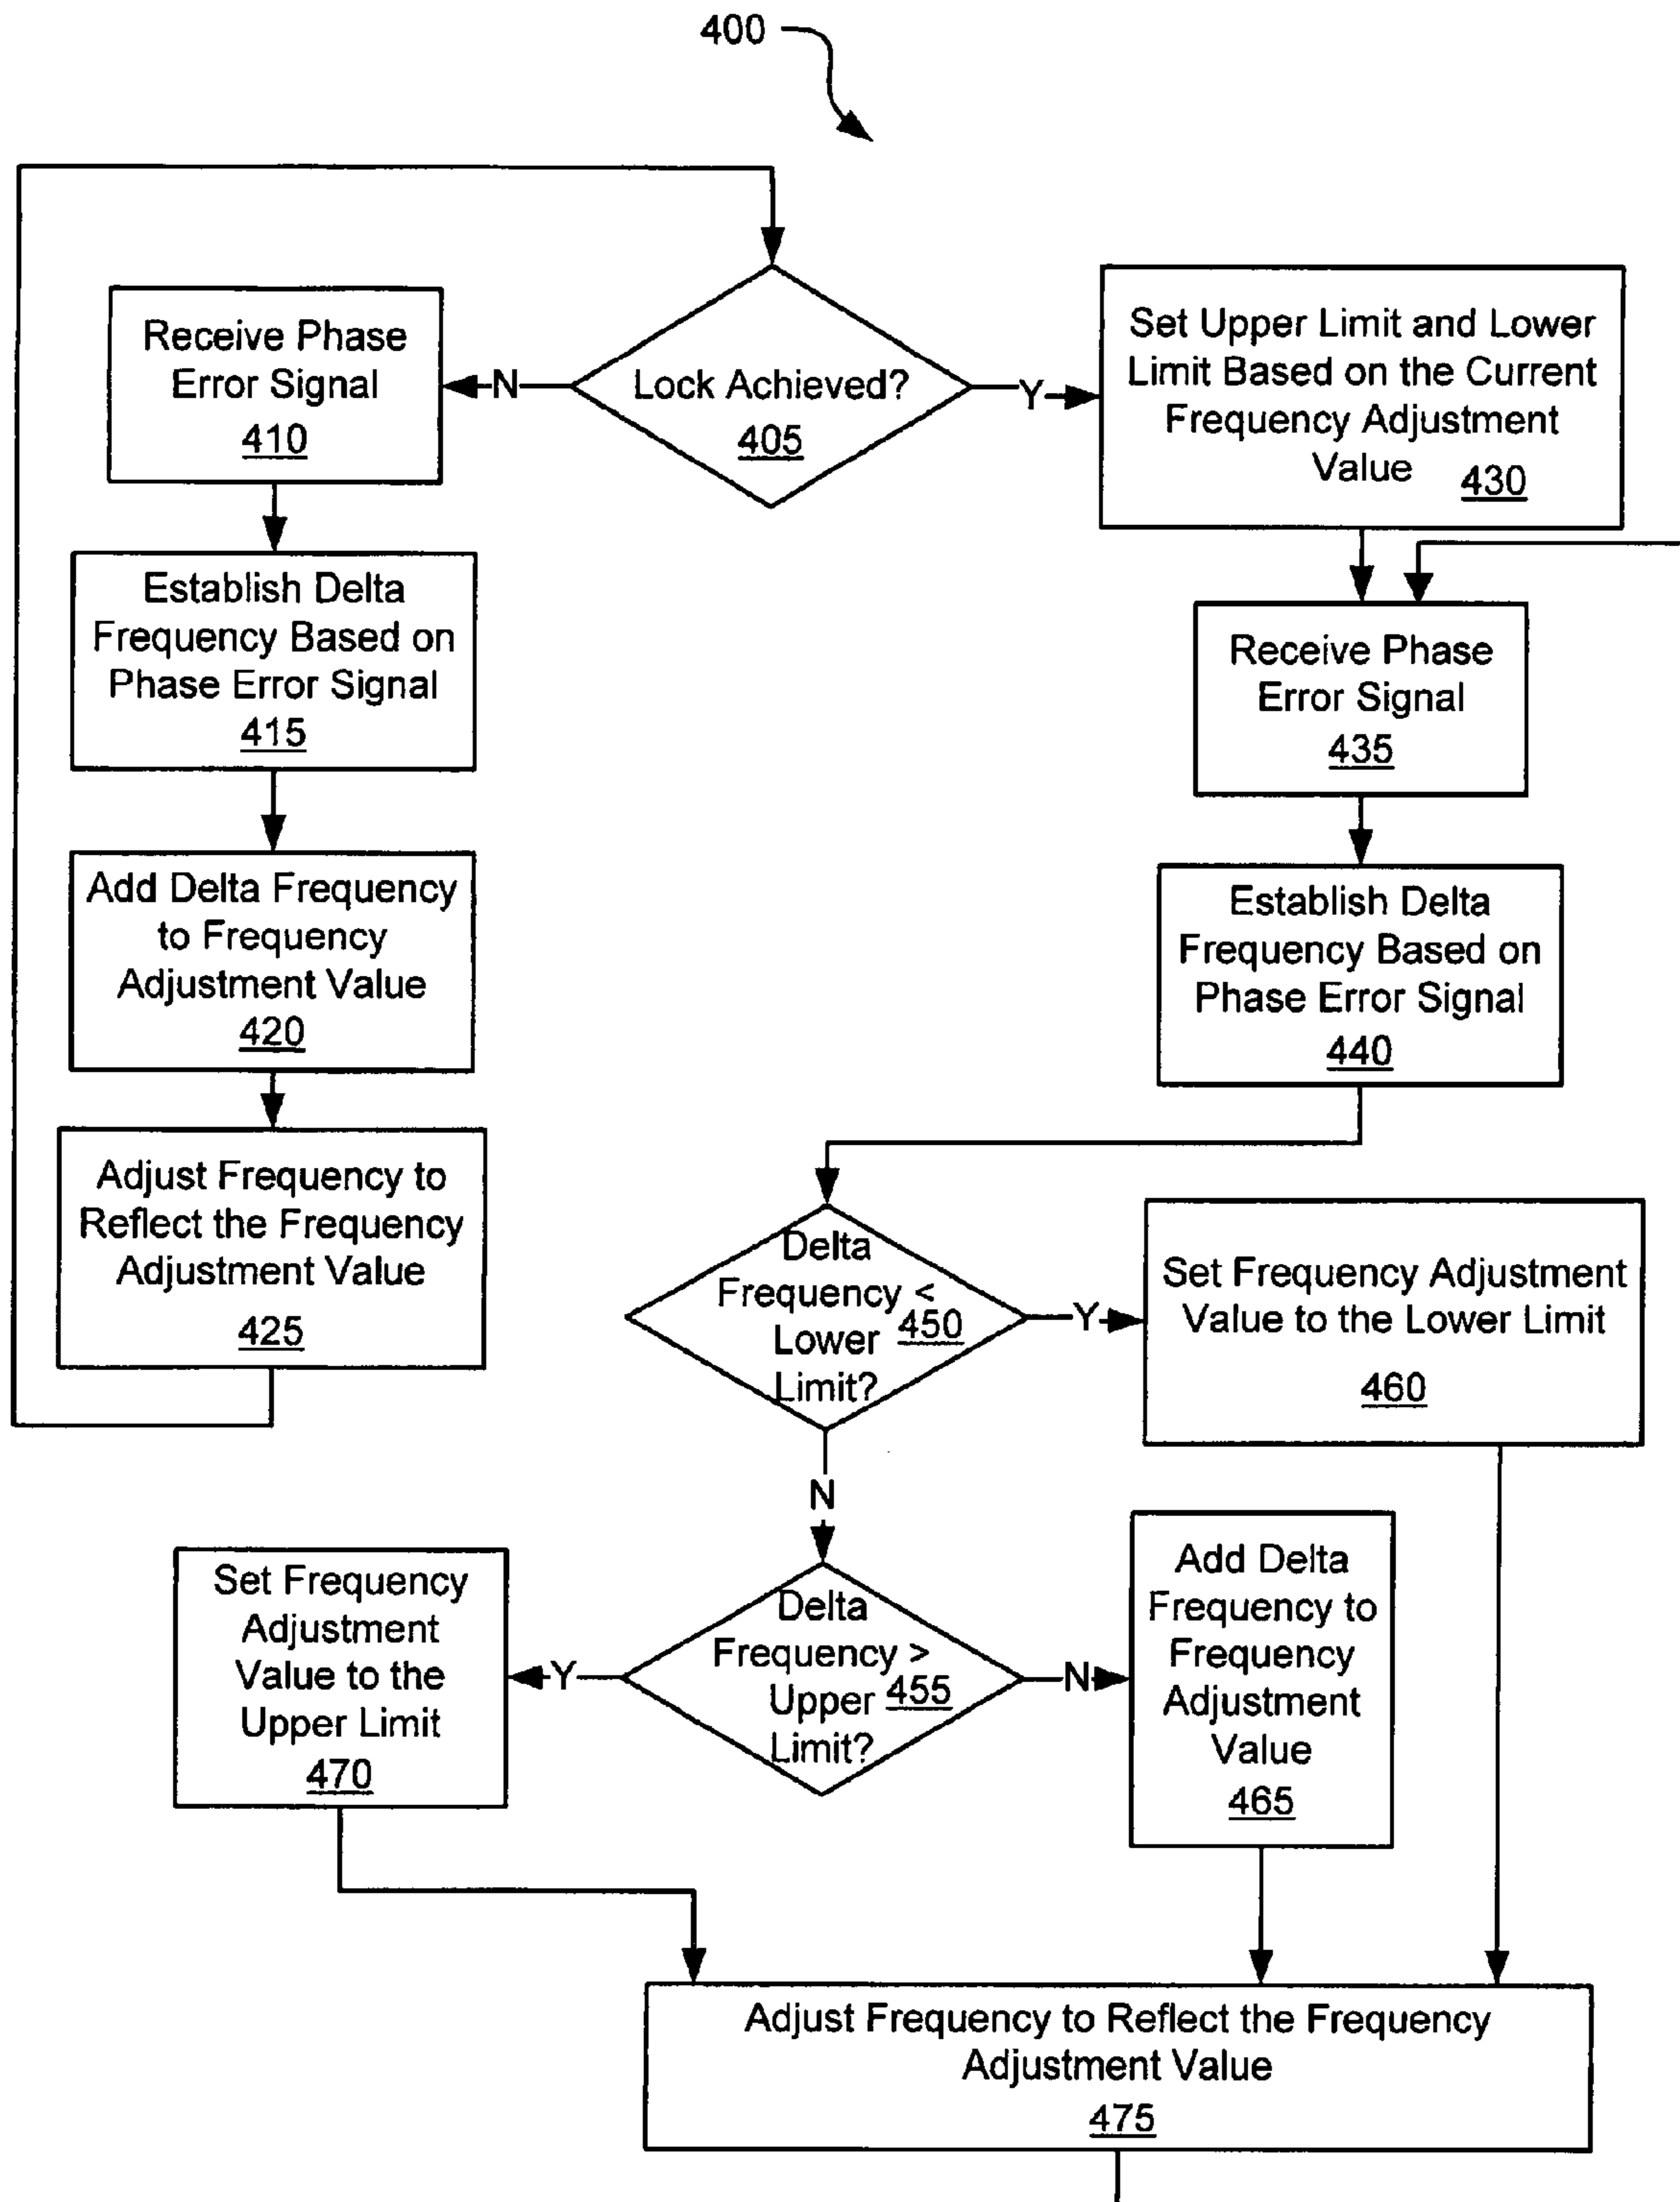 400
Lock Achieved?
405
N
Y
Receive Phase
Error Signal
410
Establish Delta
Frequency Based on
Phase Error Signal
415
Add Delta Frequency
to Frequency
Adjustment Value
420
Adjust Frequency to
Reflect the Frequency
Adjustment Value
425
Set Upper Limit and Lower
Limit Based on the Current
Frequency Adjustment
Value 430
Receive Phase
Error Signal
435
Establish Delta
Frequency Based on
Phase Error Signal
440
Delta
Frequency <
450
Lower
Limit?
Y
N
Set Frequency Adjustment
Value to the Lower Limit
460
Delta
Frequency >
455
Upper
Limit?
Y
N
Set Frequency
Adjustment
Value to the
Upper Limit
470
Add Delta
Frequency to
Frequency
Adjustment
Value
465
Adjust Frequency to Reflect the Frequency
Adjustment Value
475